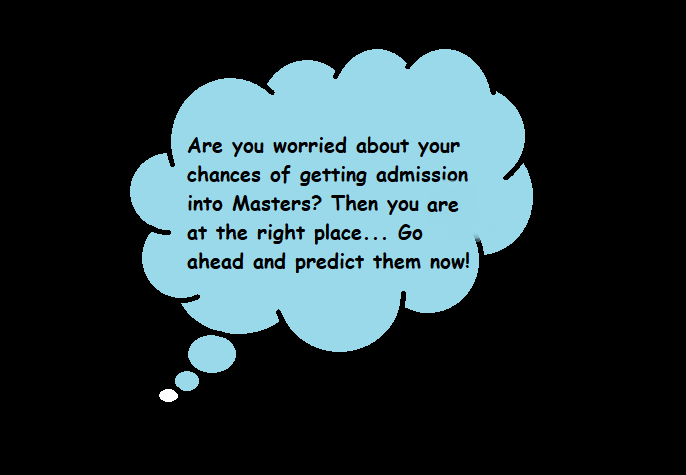 Are you worried about your
chances of getting admission
into Masters? Then you are
at the right place... Go
ahead and predict them now!